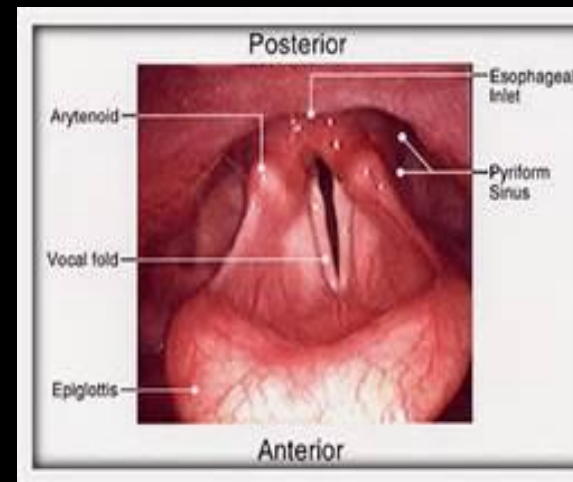 Posterior
Esophageal
Inlet
Arytenoid
Pyriform
Sinus
Vocal fold
Epiglottis
Anterior